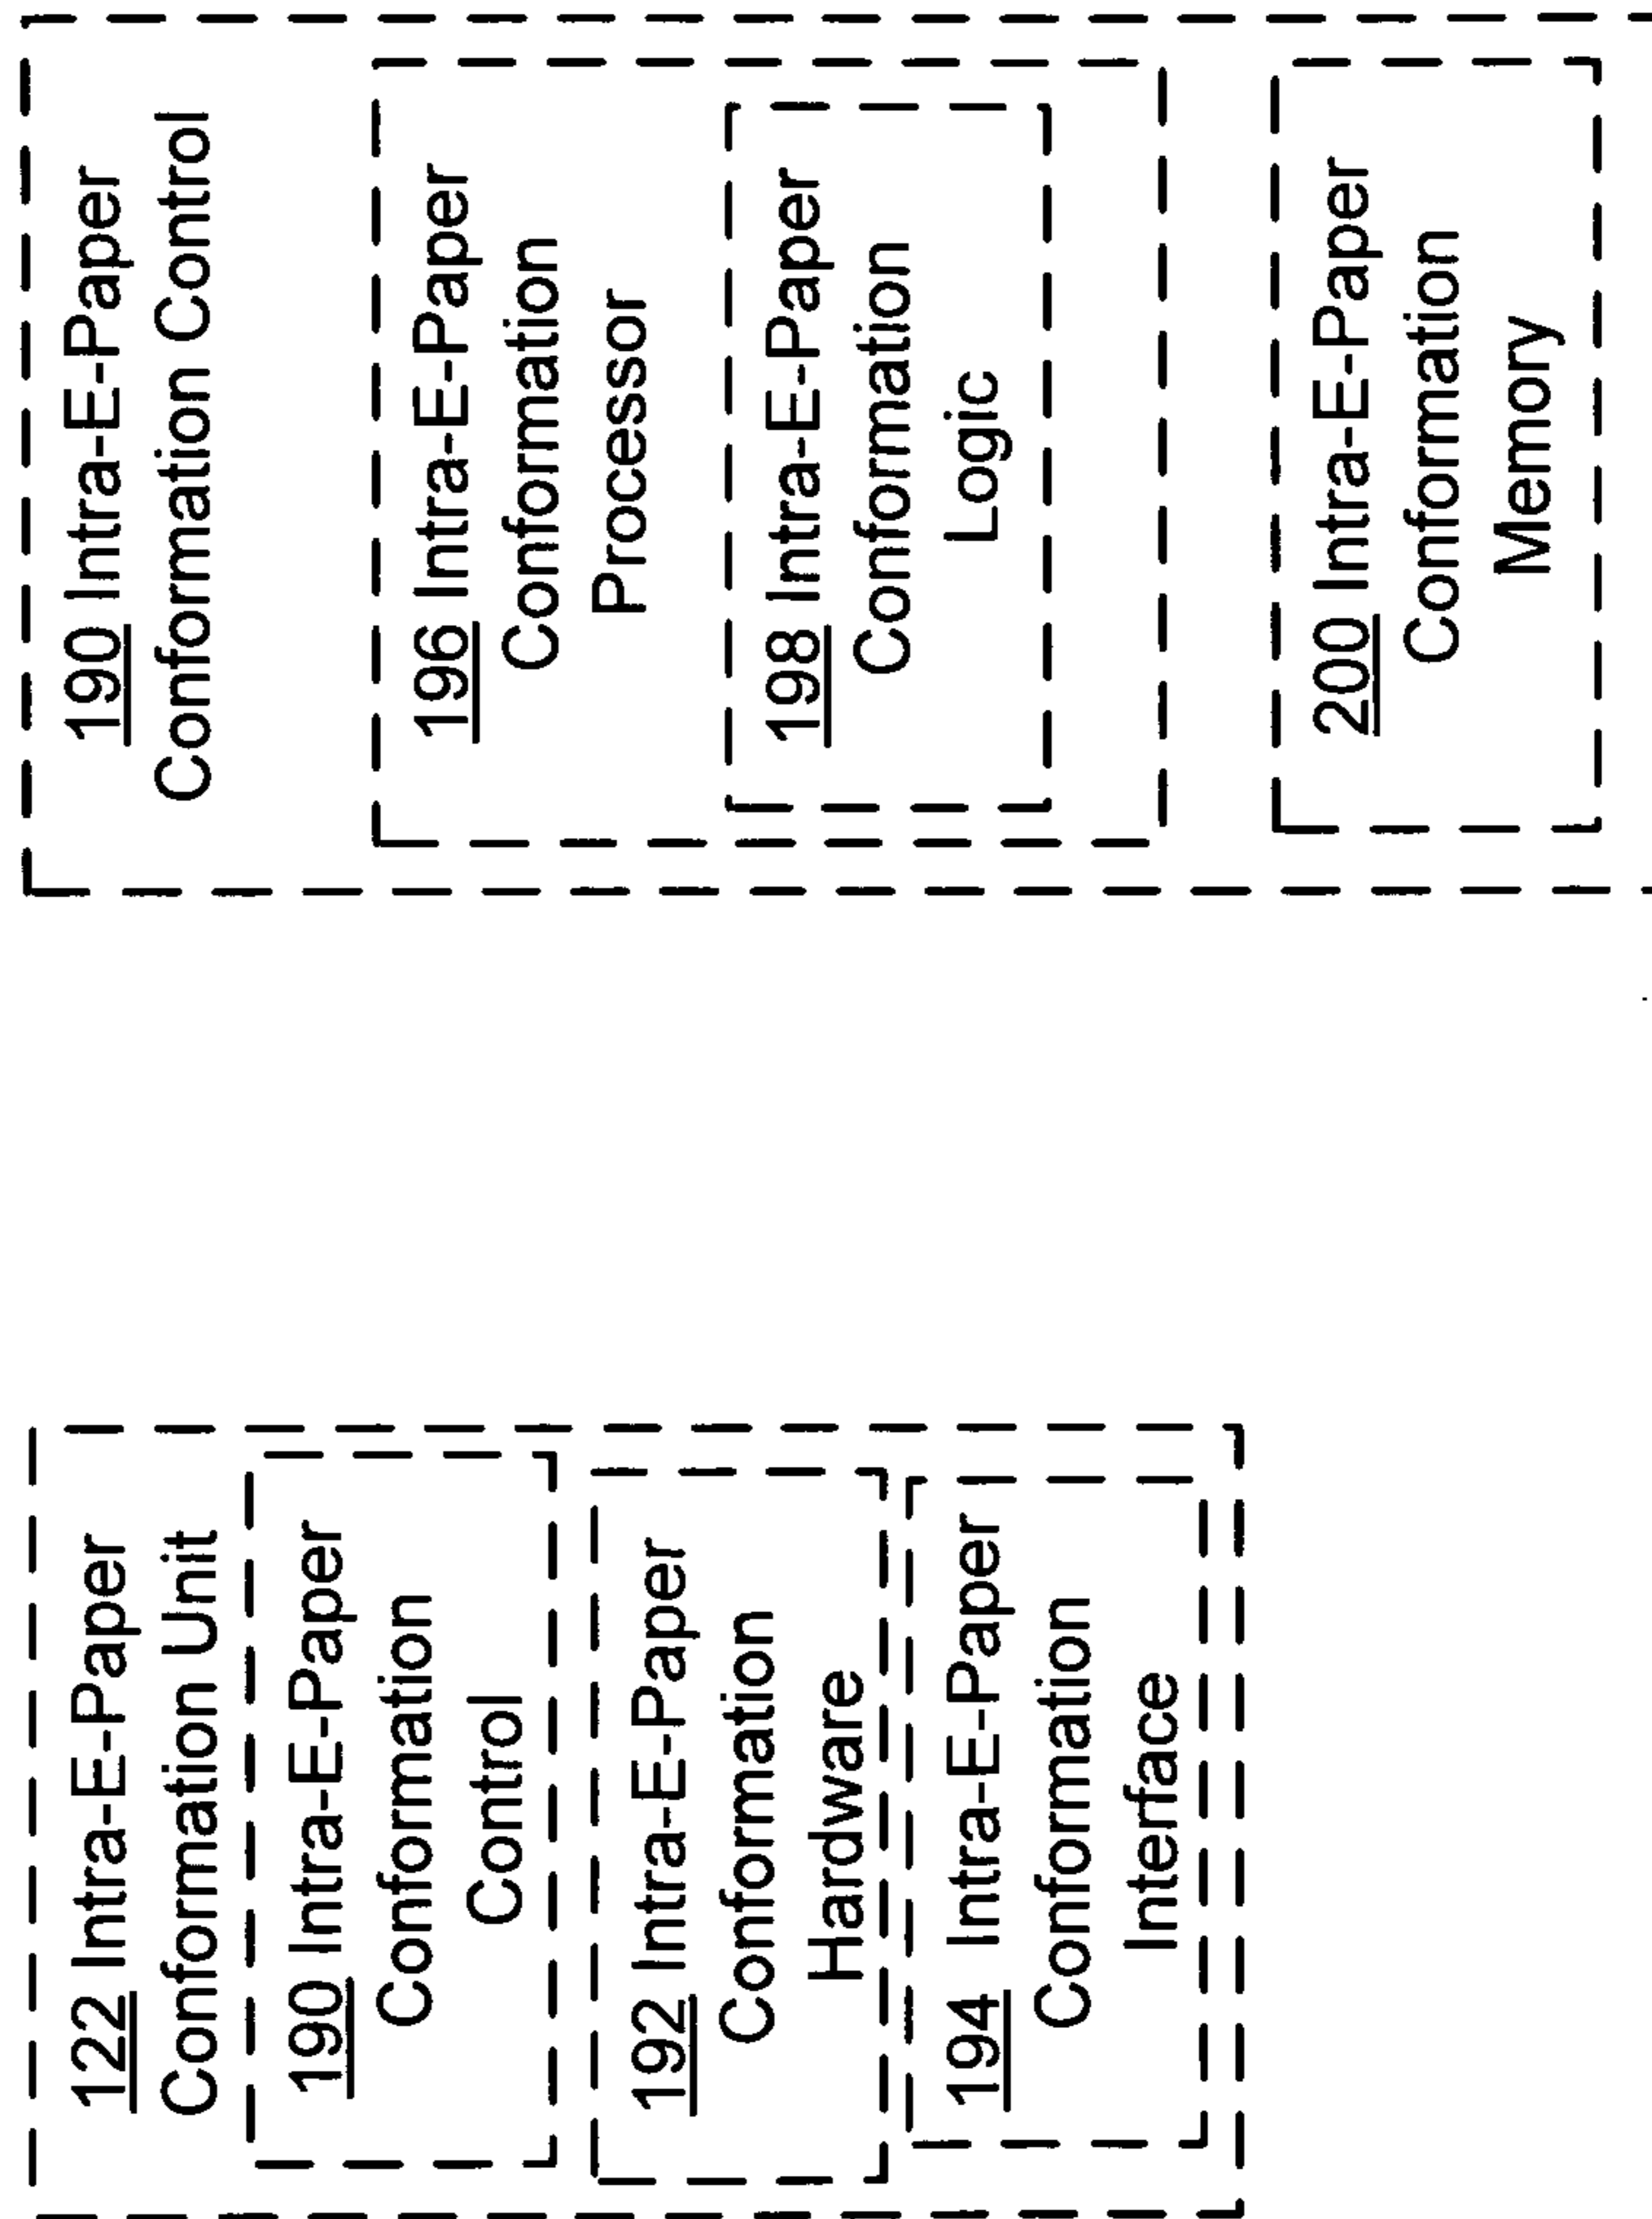 122 Intra-E-Paper
Conformation Unit
190 Intra-E-Paper
Conformation
Control
192 Intra-E-Paper
Conformation
Hardware
194 Intra-E-Paper
Conformation
Interface
190 Intra-E-Paper
Conformation Control
196 Intra-E-Paper
Conformation
Processor
198 Intra-E-Paper
Conformation
Logic
200 Intra-E-Paper
Conformation
Memory